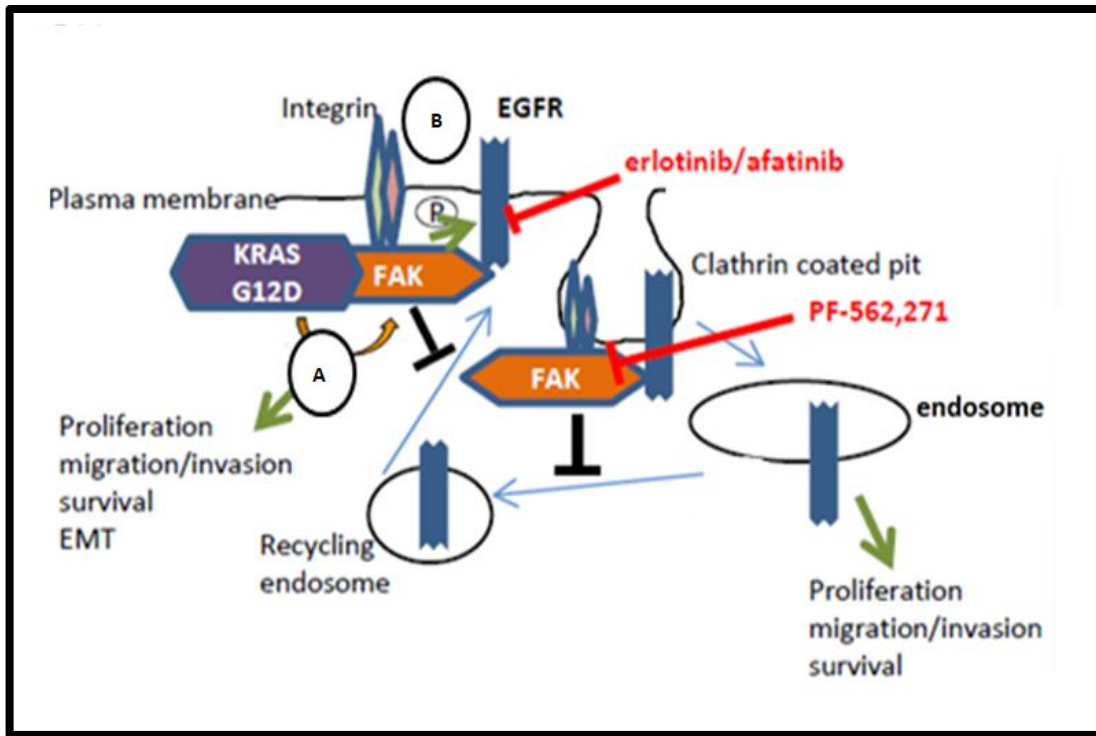 Integrin
B
EGFR
erlotinib/afatinib
Plasma membrane
P
KRAS
G12D
FAK
Clathrin coated pit
PF-562,271
A
FAK
endosome
Proliferation
migration/invasion
survival
EMT
Recycling
endosome
Proliferation
migration/invasion
survival